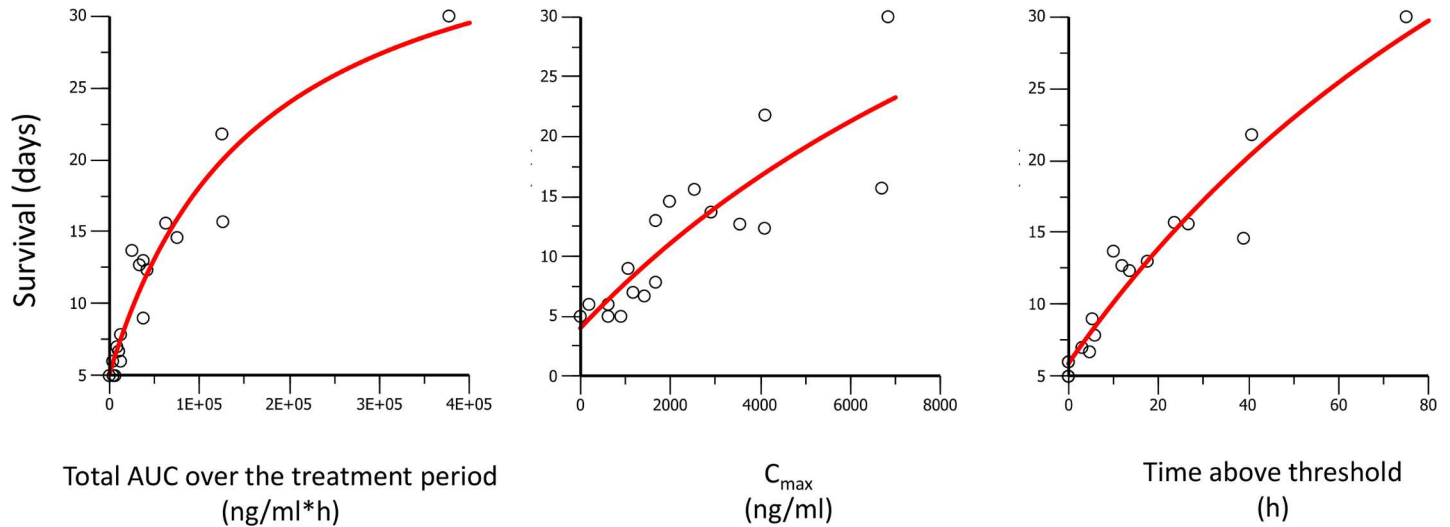 Survival (days)
30
25
20
15
10
5
0
1E+05
2E+05
3E+05
4E+05
Total AUC over the treatment period
(ng/ml*h)
30
25
20
15
10
5
0
0
2000
4000
6000
8000
Cmax
(ng/ml)
30
25
20
15
10
5
0
20
40
60
80
Time above threshold
(h)